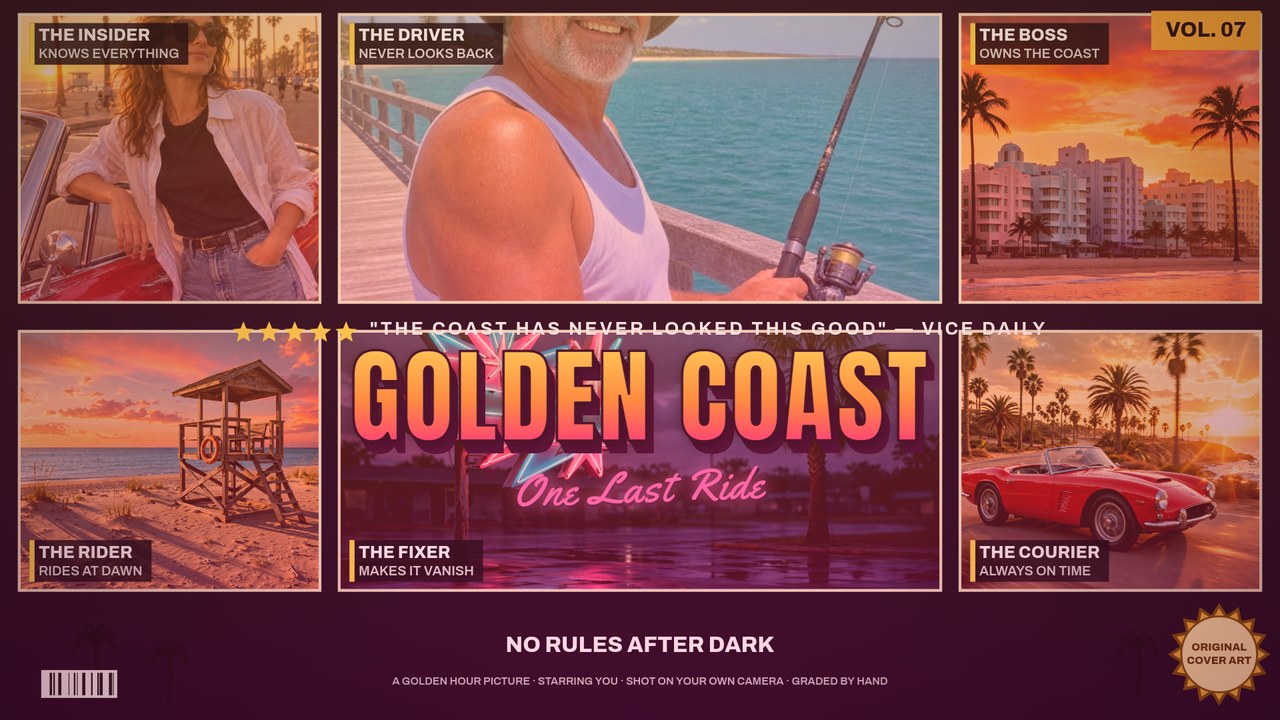 THE INSIDER
KNOWS EVERYTHING
THE DRIVER
NEVER LOOKS BACK
THE BOSS
OWNS THE COAST
VOL. 07
★★★★★ "THE COAST HAS NEVER LOOKED THIS GOOD" — VICE DAILY
GOLDEN COAST
One Last Ride
THE RIDER
RIDES AT DAWN
THE FIXER
MAKES IT VANISH
THE COURIER
ALWAYS ON TIME
NO RULES AFTER DARK
A GOLDEN HOUR PICTURE · STARRING YOU · SHOT ON YOUR OWN CAMERA · GRADED BY HAND
ORIGINAL
COVER ART